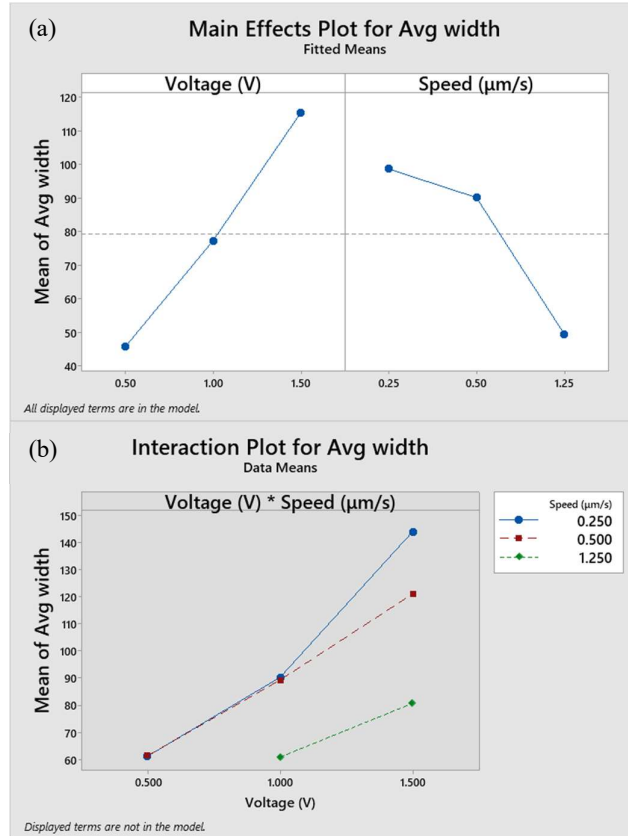 (a)
Main Effects Plot for Avg width
Fitted Means
Voltage (V)
Speed (µm/s)
Mean of Avg width
120
110
100
90
80
70
60
50
40
0.50 1.00 1.50
0.25 0.50 1.25
All displayed terms are in the model.
(b)
Interaction Plot for Avg width
Data Means
Voltage (V) * Speed (µm/s)
Mean of Avg width
150
140
130
120
110
100
90
80
70
60
0.500 1.000 1.500
Voltage (V)
Speed (µm/s)
0.250
0.500
1.250
Displayed terms are not in the model.